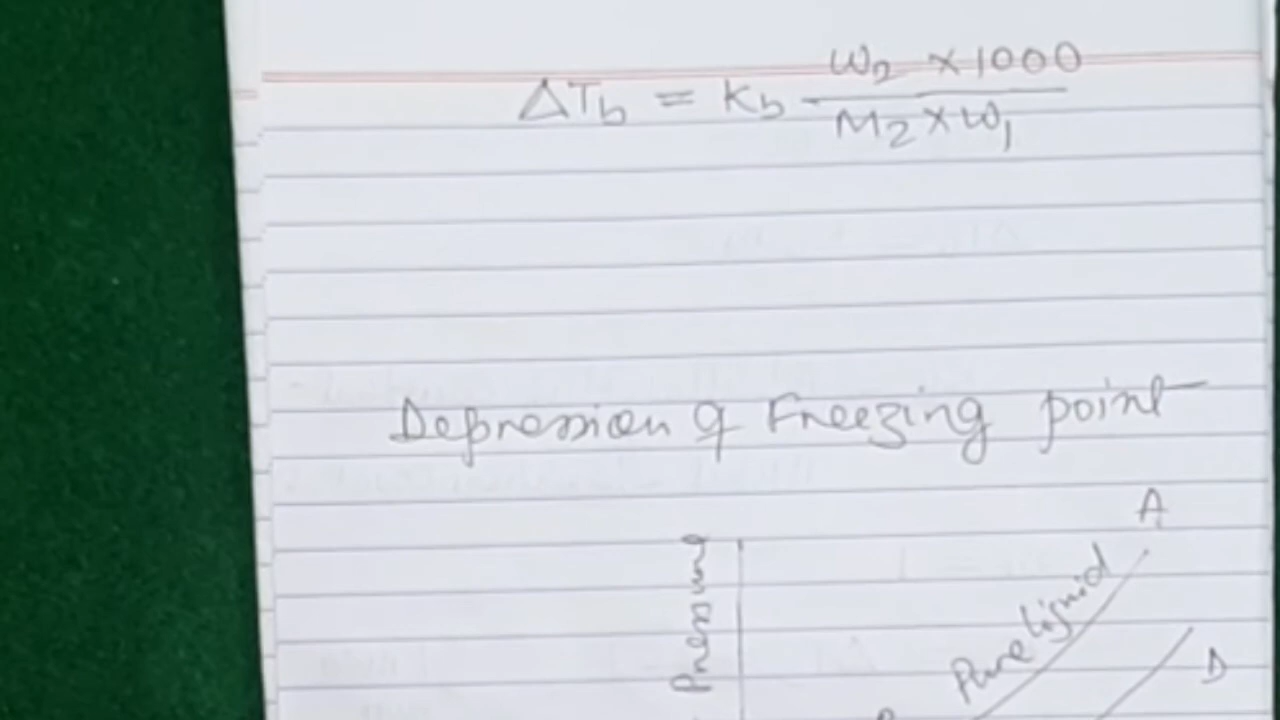 ΔTb = Kb w2 × 1000 / M2 × w1
Depression of Freezing point
A
Pressure
Pure liquid
D